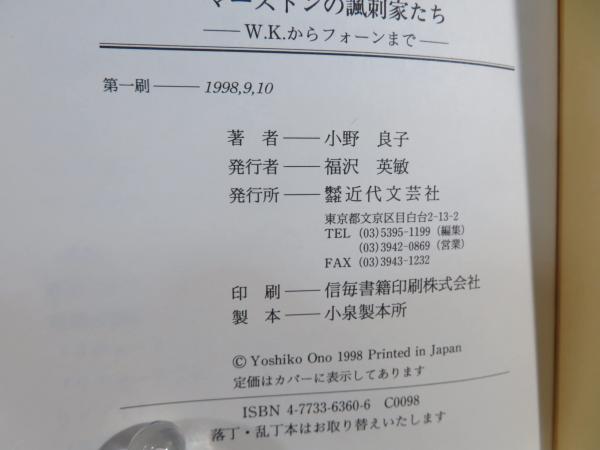 マーストンの諷刺家たち
―W.K.からフォーンまで―
第一刷―1998,9,10
著者―小野 良子
発行者―福沢 英敏
発行所―株式会社近代文芸社
東京都文京区目白台2-13-2
TEL (03)5395-1199 (編集)
(03)3942-0869 (営業)
FAX (03)3943-1232
印刷―信毎書籍印刷株式会社
製本―小泉製本所
© Yoshiko Ono 1998 Printed in Japan
定価はカバーに表示してあります
ISBN 4-7733-6360-6 C0098
落丁・乱丁本はお取り替えいたします